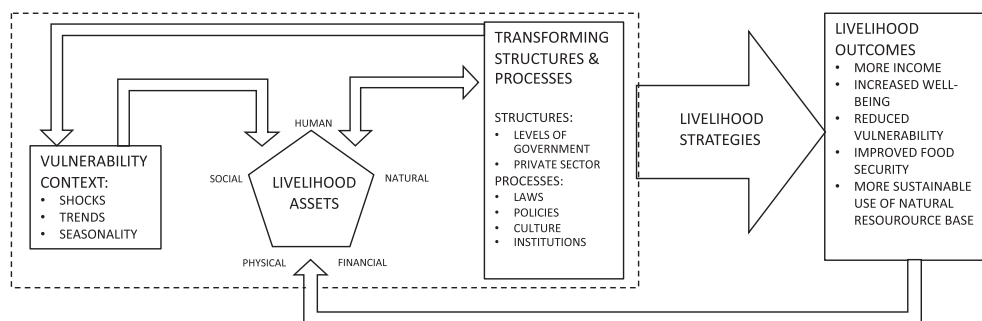 VULNERABILITY
CONTEXT:
• SHOCKS
• TRENDS
• SEASONALITY
HUMAN
SOCIAL
NATURAL
LIVELIHOOD
ASSETS
PHYSICAL
FINANCIAL
TRANSFORMING
STRUCTURES &
PROCESSES
STRUCTURES:
• LEVELS OF
GOVERNMENT
• PRIVATE SECTOR
PROCESSES:
• LAWS
• POLICIES
• CULTURE
• INSTITUTIONS
LIVELIHOOD
STRATEGIES
LIVELIHOOD
OUTCOMES
• MORE INCOME
• INCREASED WELL-
BEING
• REDUCED
VULNERABILITY
• IMPROVED FOOD
SECURITY
• MORE SUSTAINABLE
USE OF NATURAL
RESOUROURCE BASE